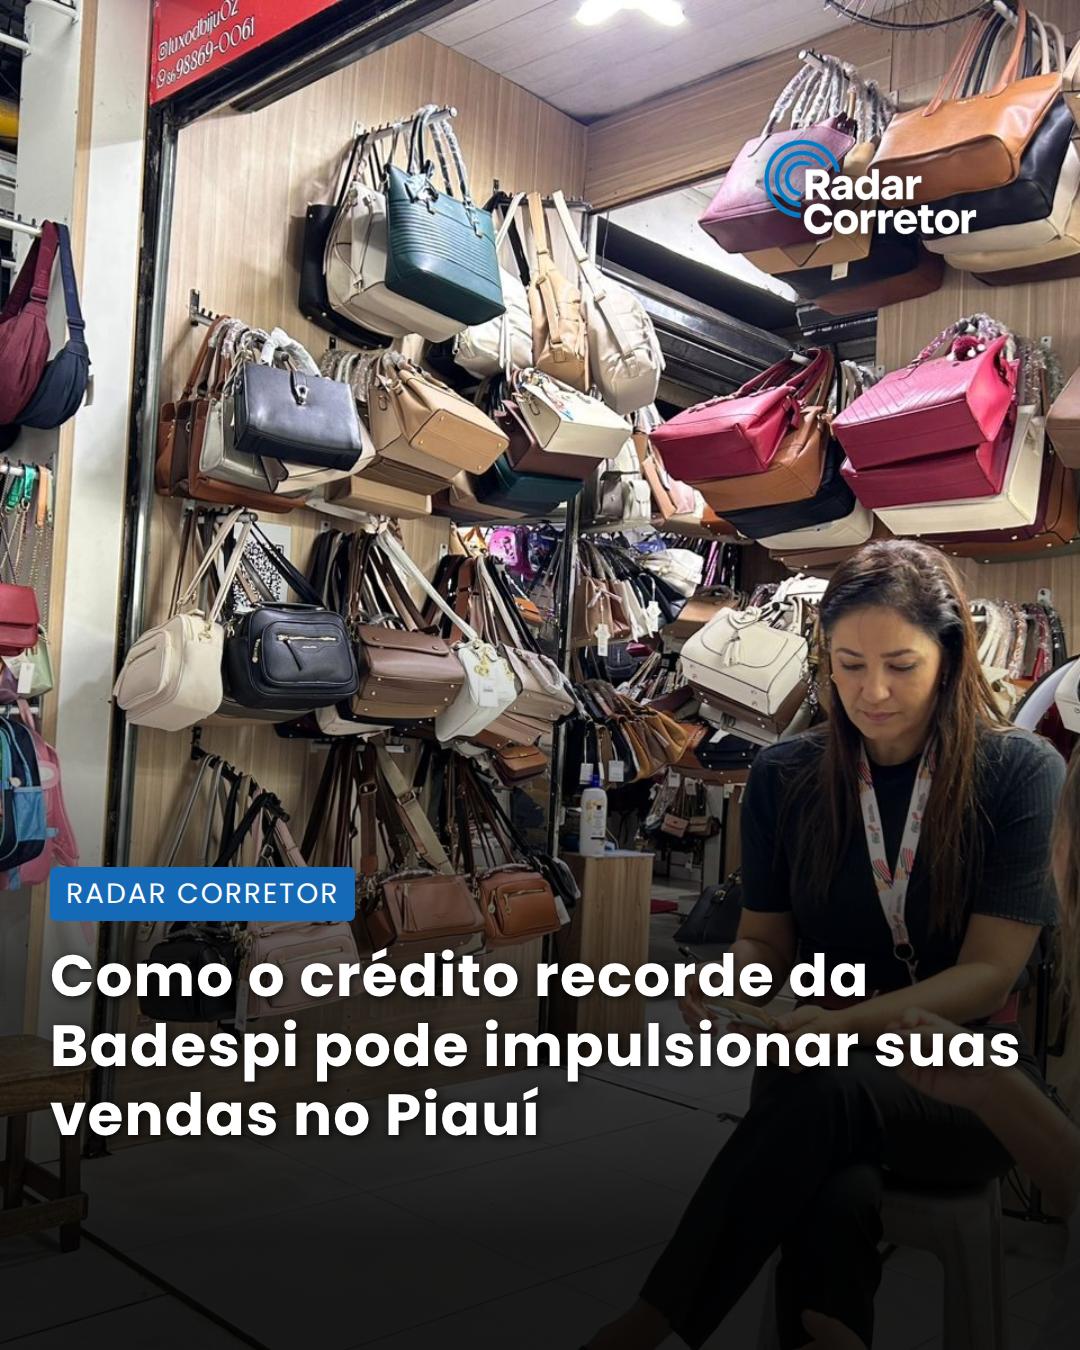 @luxodbiju02
86 98869-0061
Radar
Corretor
RADAR CORRETOR
Como o crédito recorde da
Badespi pode impulsionar suas
vendas no Piauí